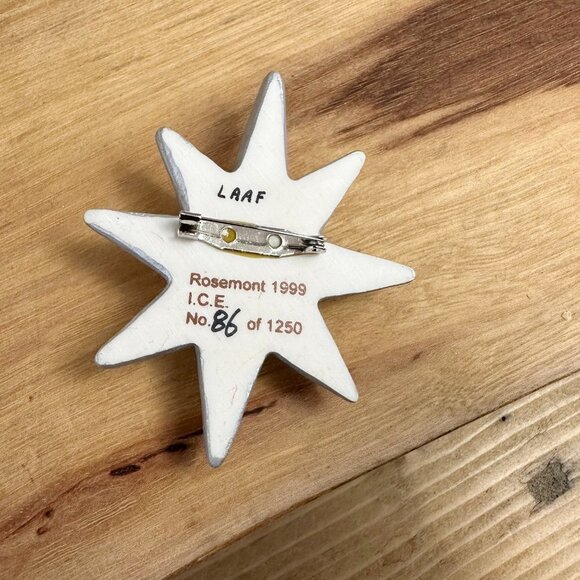 LAAF
Rosemont 1999
I.C.E.
No. 86 of 1250